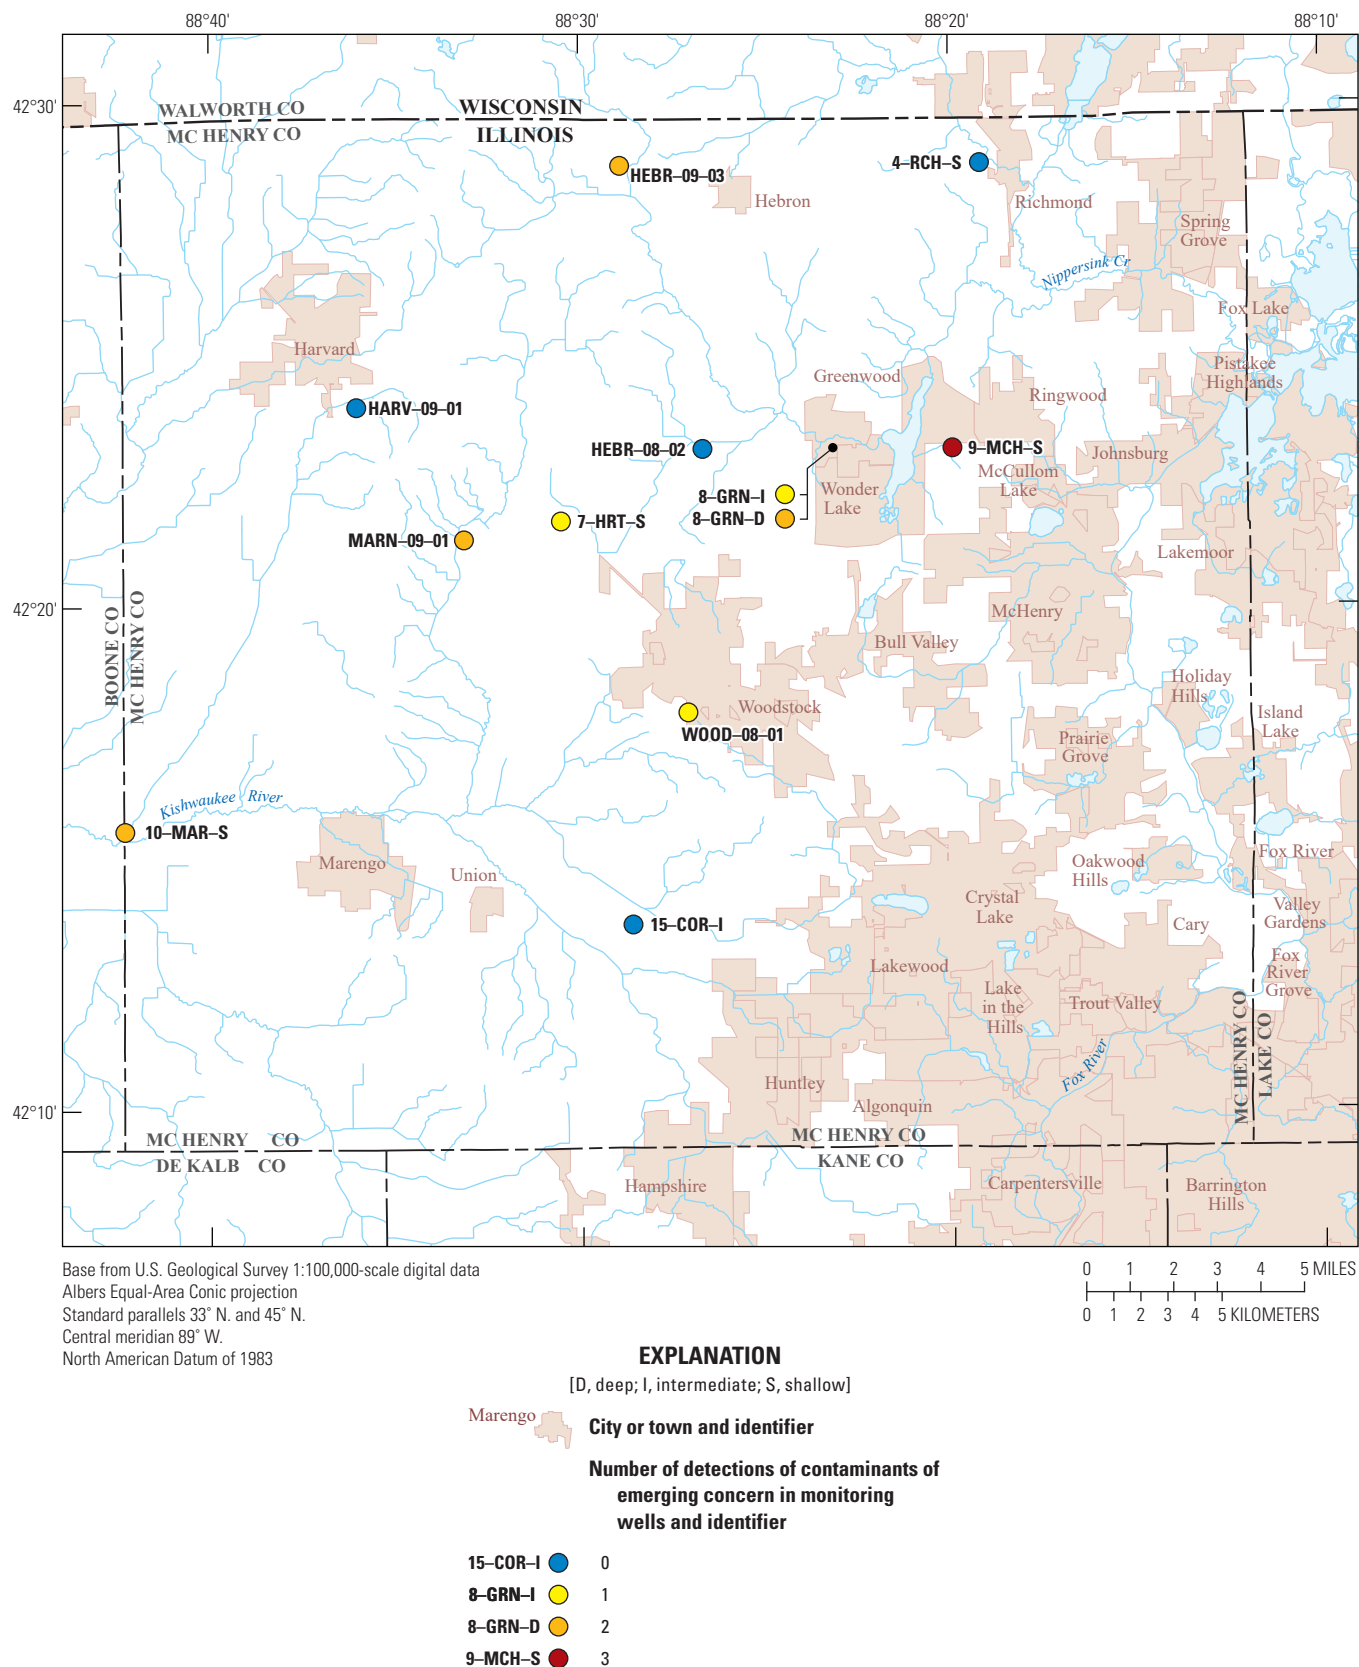 88°40'
88°30'
88°20'
88°10'
42°30'
WALWORTH CO
MC HENRY CO
WISCONSIN
ILLINOIS
HEBR–09–03
Hebron
4–RCH–S
Richmond
Spring
Grove
Nippersink Cr
Fox Lake
Harvard
Pistakee
Highlands
Greenwood
Ringwood
HARV–09–01
HEBR–08–02
9–MCH–S
Johnsburg
McCullom
Lake
8–GRN–I
8–GRN–D
Wonder
Lake
7–HRT–S
MARN–09–01
Lakemoor
42°20'
BOONE CO
MC HENRY CO
McHenry
Bull Valley
Holiday
Hills
Woodstock
WOOD–08–01
Island
Lake
Prairie
Grove
Kishwaukee River
10–MAR–S
Marengo
Union
Oakwood
Hills
Fox River
Valley
Gardens
Crystal
Lake
15–COR–I
Cary
Lakewood
Fox
River
Grove
Lake
in the
Hills
Trout Valley
MC HENRY CO
LAKE CO
Huntley
Fox River
Algonquin
42°10'
MC HENRY CO
DE KALB CO
MC HENRY CO
KANE CO
Hampshire
Carpentersville
Barrington
Hills
Base from U.S. Geological Survey 1:100,000-scale digital data
Albers Equal-Area Conic projection
Standard parallels 33° N. and 45° N.
Central meridian 89° W.
North American Datum of 1983
0 1 2 3 4 5 MILES
0 1 2 3 4 5 KILOMETERS
EXPLANATION
[D, deep; I, intermediate; S, shallow]
Marengo
City or town and identifier
Number of detections of contaminants of
emerging concern in monitoring
wells and identifier
15–COR–I 0
8–GRN–I 1
8–GRN–D 2
9–MCH–S 3